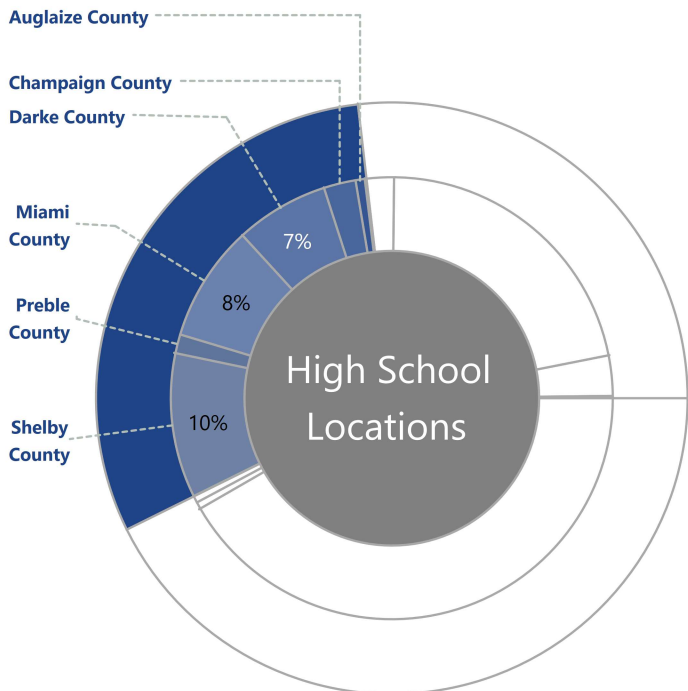 Auglaize County
Champaign County
Darke County
Miami
County
7%
8%
Preble
County
High School
Locations
10%
Shelby
County